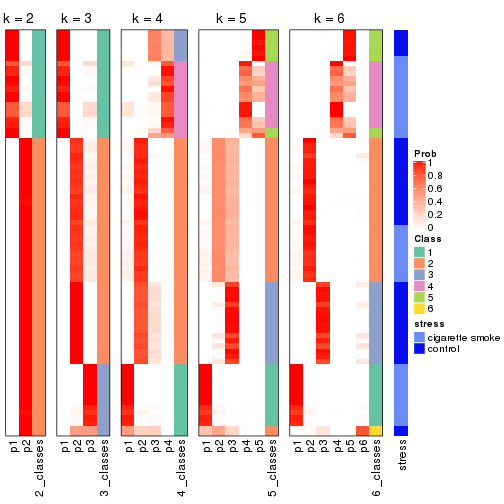 k = 2
k = 3
k = 4
k = 5
k = 6
Prob
1
0.8
0.6
0.4
0.2
0
Class
1
2
3
4
5
6
stress
cigarette smoke
control
p1
p2
2_classes
p1
p2
p3
3_classes
p1
p2
p3
p4
4_classes
p1
p2
p3
p4
p5
5_classes
p1
p2
p3
p4
p5
p6
6_classes
stress